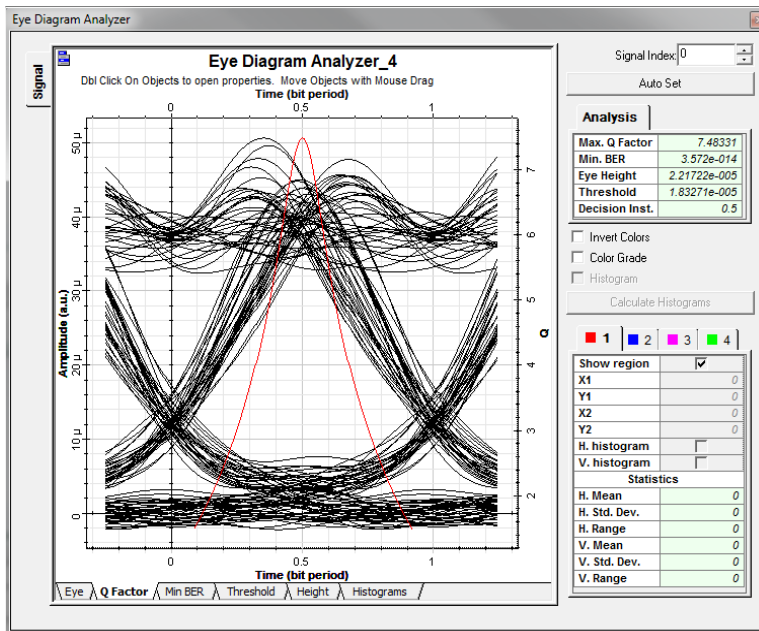 Eye Diagram Analyzer
Signal
Eye Diagram Analyzer_4
Dbl Click On Objects to open properties. Move Objects with Mouse Drag
Time (bit period)
0 0.5 1
Amplitude (a.u.)
50 µ
40 µ
30 µ
20 µ
10 µ
0
Q
7
6
5
4
3
2
0 0.5 1
Time (bit period)
Eye Q Factor Min BER Threshold Height Histograms
Signal Index: 0
Auto Set
Analysis
Max. Q Factor 7.48331
Min. BER 3.572e-014
Eye Height 2.21722e-005
Threshold 1.83271e-005
Decision Inst. 0.5
Invert Colors
Color Grade
Histogram
Calculate Histograms
1 2 3 4
Show region
X1 0
Y1 0
X2 0
Y2 0
H. histogram
V. histogram
Statistics
H. Mean 0
H. Std. Dev. 0
H. Range 0
V. Mean 0
V. Std. Dev. 0
V. Range 0